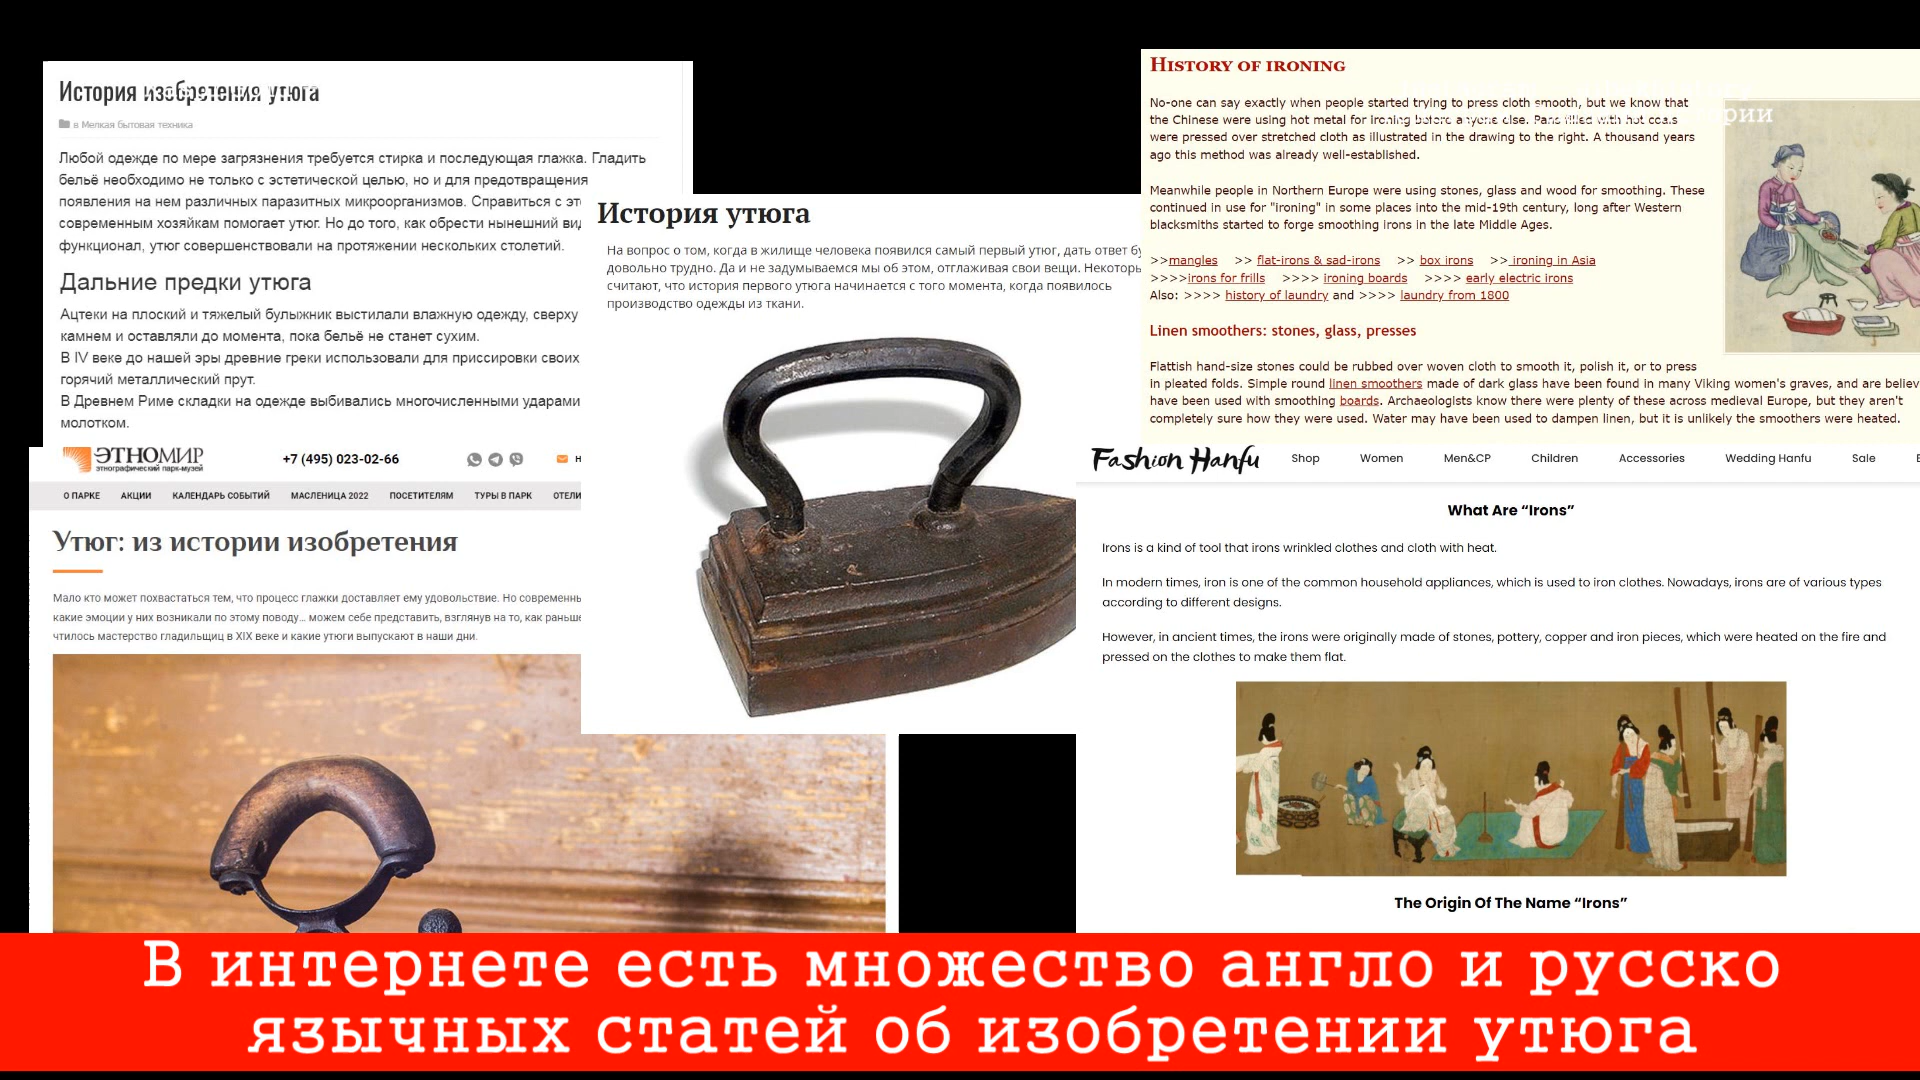 История изобретения утюга
в Мелкая бытовая техника
Любой одежде по мере загрязнения требуется стирка и последующая глажка. Гладить
бельё необходимо не только с эстетической целью, но и для предотвращения
появления на нем различных паразитных микроорганизмов. Справиться с
современным хозяйкам помогает утюг. Но до того, как обрести нынешний
функционал, утюг совершенствовали на протяжении нескольких столетий.
Дальние предки утюга
Ацтеки на плоский и тяжелый булыжник выстилали влажную одежду, сверху
камнем и оставляли до момента, пока бельё не станет сухим.
В IV веке до нашей эры древние греки использовали для приссировки своих
горячий металлический прут.
В Древнем Риме складки на одежде выбивались многочисленными ударами
молотком.
История утюга
На вопрос о том, когда в жилище человека появился самый первый утюг, дать ответ
довольно трудно. Да и не задумываемся мы об этом, отглаживая свои вещи.
считают, что история первого утюга начинается с того момента, когда появилось
производство одежды из ткани.
HISTORY OF IRONING
No-one can say exactly when people started trying to press cloth smooth, but we know that
the Chinese were using hot metal for ironing before anyone else. Pans filled with hot coals
were pressed over stretched cloth as illustrated in the drawing to the right. A thousand years
ago this method was already well-established.
Meanwhile people in Northern Europe were using stones, glass and wood for smoothing. These
continued in use for "ironing" in some places into the mid-19th century, long after Western
blacksmiths started to forge smoothing irons in the late Middle Ages.
>>mangles >> flat-irons & sad-irons >> box irons >> ironing in Asia
>>>>irons for frills >>>> ironing boards >>>> early electric irons
Also: >>>> history of laundry and >>>> laundry from 1800
Linen smoothers: stones, glass, presses
Flattish hand-size stones could be rubbed over woven cloth to smooth it, polish it, or to press
in pleated folds. Simple round linen smoothers made of dark glass have been found in many Viking women's graves, and are
have been used with smoothing boards. Archaeologists know there were plenty of these across medieval Europe, but they aren't
completely sure how they were used. Water may have been used to dampen linen, but it is unlikely the smoothers were heated.
ЭТНОМИР
этнографический парк-музей
+7 (495) 023-02-66
О ПАРКЕ АКЦИИ КАЛЕНДАРЬ СОБЫТИЙ МАСЛЕНИЦА 2022 ПОСЕТИТЕЛЯМ ТУРЫ В ПАРК ОТЕЛИ
Утюг: из истории изобретения
Мало кто может похвастаться тем, что процесс глажки доставляет ему удовольствие. Но
какие эмоции у них возникали по этому поводу... можем себе представить, взглянув на то, как раньше
чтилось мастерство гладильщиц в XIX веке и какие утюги выпускают в наши дни.
Fashion Hanfu Shop Women Men&CP Children Accessories Wedding Hanfu Sale
What Are “Irons”
Irons is a kind of tool that irons wrinkled clothes and cloth with heat.
In modern times, iron is one of the common household appliances, which is used to iron clothes. Nowadays, irons are of various types
according to different designs.
However, in ancient times, the irons were originally made of stones, pottery, copper and iron pieces, which were heated on the fire and
pressed on the clothes to make them flat.
The Origin Of The Name “Irons”
В интернете есть множество англо и русско
язычных статей об изобретении утюга